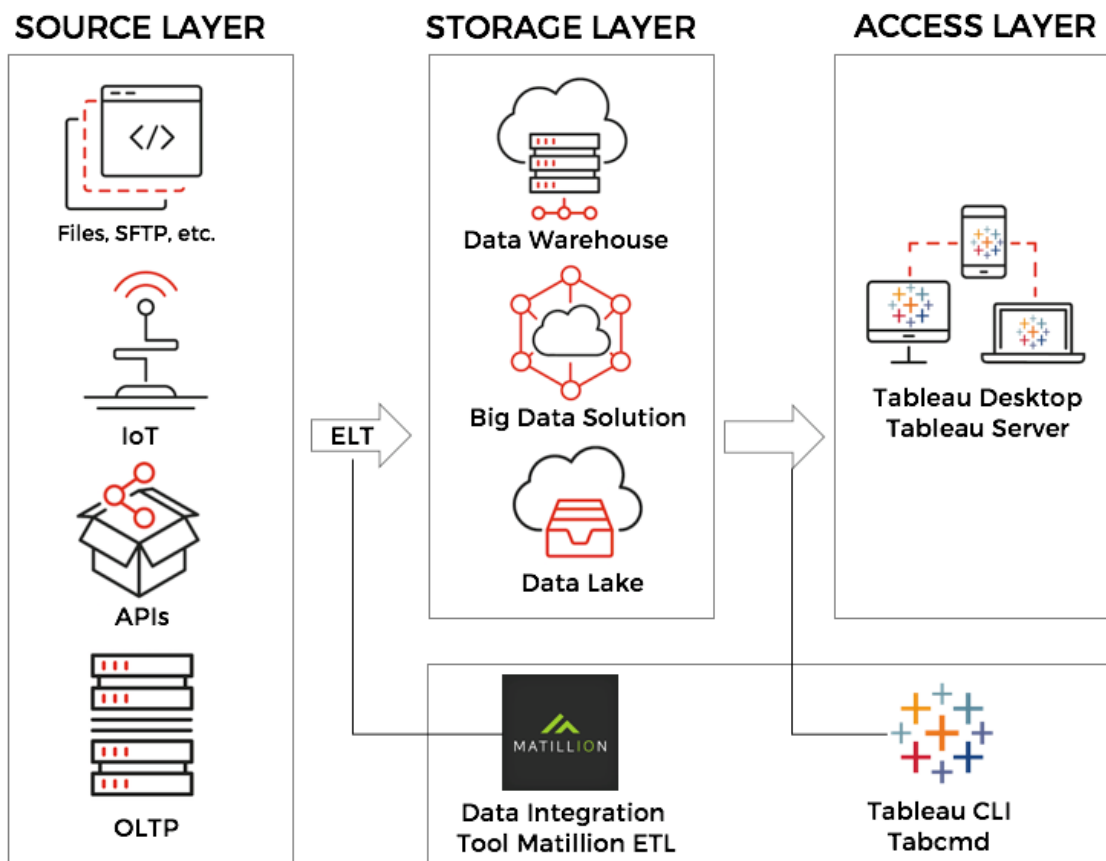 SOURCE LAYER
Files, SFTP, etc.
IoT
APIs
OLTP
ELT
STORAGE LAYER
Data Warehouse
Big Data Solution
Data Lake
ACCESS LAYER
Tableau Desktop
Tableau Server
MATILLION
Data Integration
Tool Matillion ETL
Tableau CLI
Tabcmd